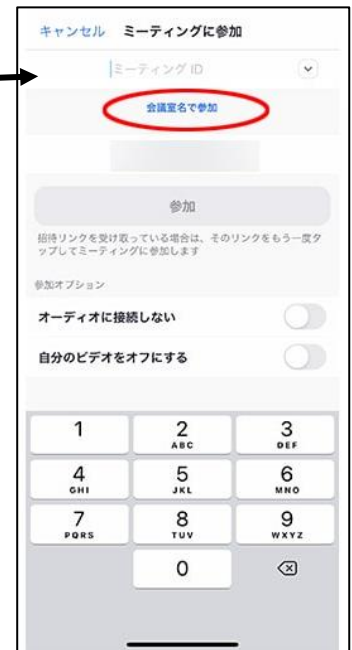 キャンセル ミーティングに参加
ミーティング ID
会議室名で参加
参加
招待リンクを受け取っている場合は、そのリンクをもう一度タ
ップしてミーティングに参加します
参加オプション
オーディオに接続しない
自分のビデオをオフにする
1 2 3
ABC DEF
4 5 6
GHI JKL MNO
7 8 9
PQRS TUV WXYZ
0